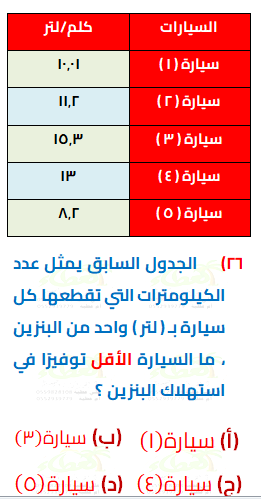 السيارات كلم/لتر
سيارة (١) ١٠,٠١
سيارة (٢) ١١,٢
سيارة (٣) ١٥,٣
سيارة (٤) ١٣
سيارة (٥) ٨,٢
٢٦) الجدول السابق يمثل عدد
الكيلومترات التي تقطعها كل
سيارة بـ (لتر) واحد من البنزين
، ما السيارة الأقل توفيرًا في
استهلاك البنزين ؟
(أ) سيارة(١) (ب) سيارة(٣)
(ج) سيارة(٤) (د) سيارة(٥)